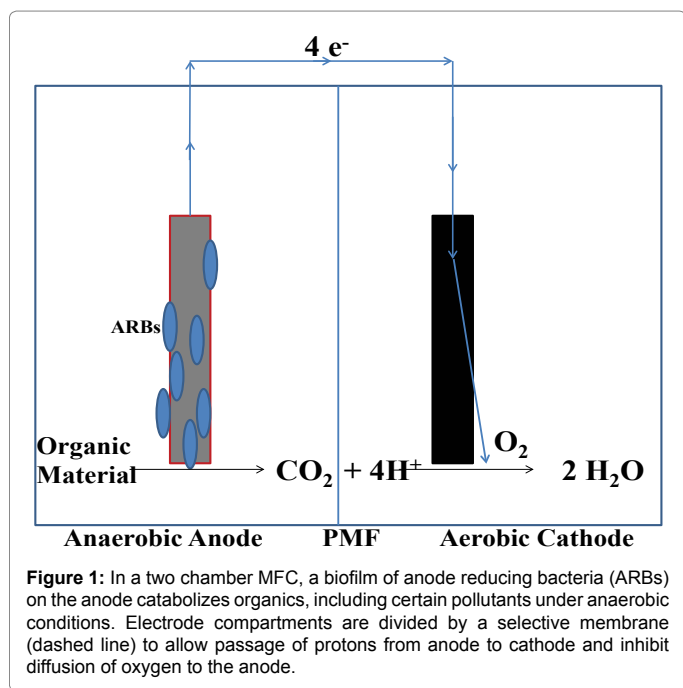 4 e-
ARBs
Organic
Material
CO2 + 4H+
O2
2 H2O
Anaerobic Anode PMF Aerobic Cathode
Figure 1: In a two chamber MFC, a biofilm of anode reducing bacteria (ARBs)
on the anode catabolizes organics, including certain pollutants under anaerobic
conditions. Electrode compartments are divided by a selective membrane
(dashed line) to allow passage of protons from anode to cathode and inhibit
diffusion of oxygen to the anode.